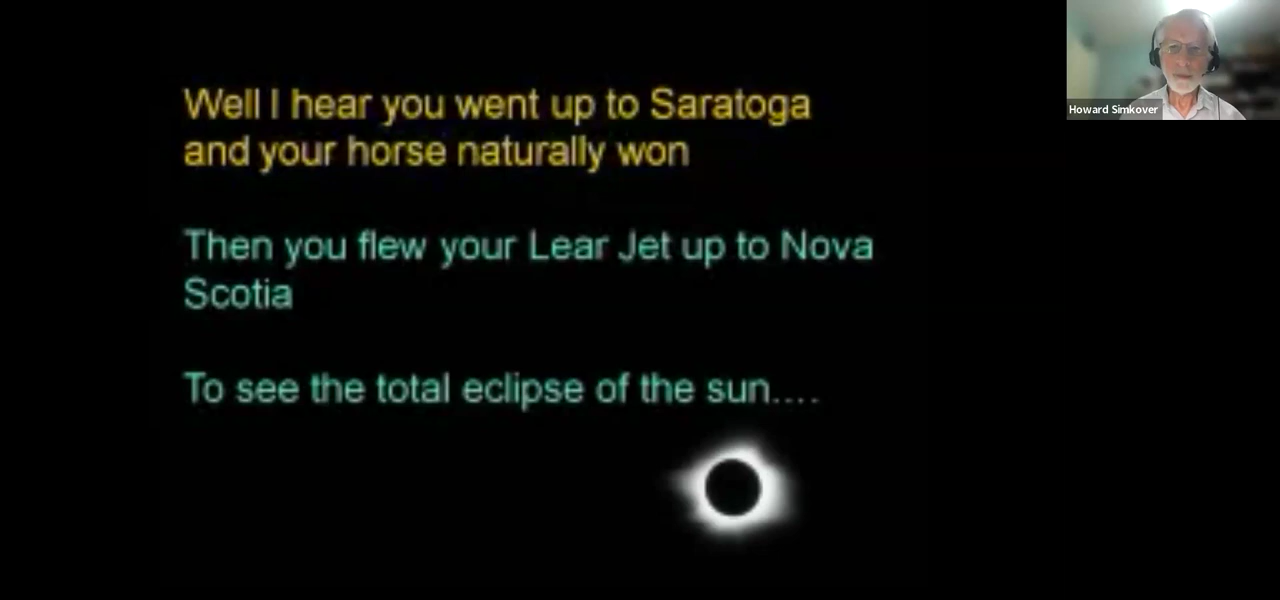 Well I hear you went up to Saratoga
and your horse naturally won
Then you flew your Lear Jet up to Nova
Scotia
To see the total eclipse of the sun....
Howard Simkover